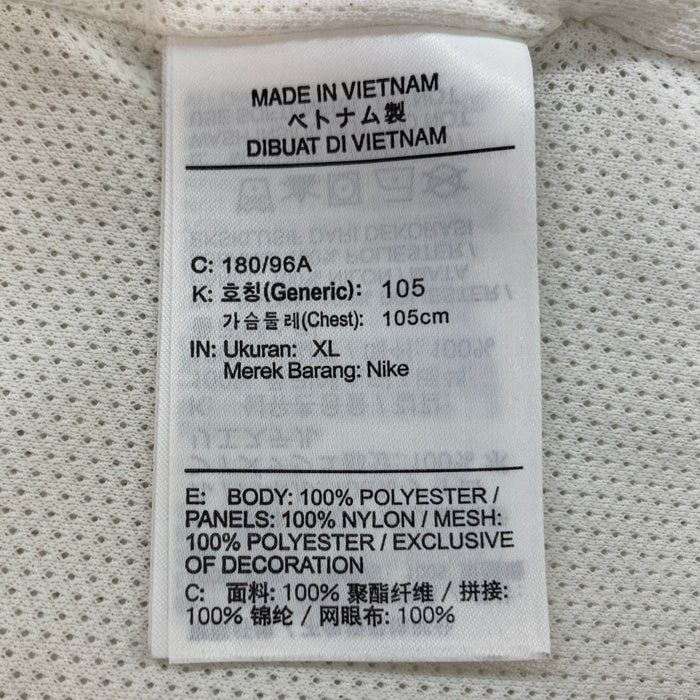 MADE IN VIETNAM
ベトナム製
DIBUAT DI VIETNAM
C: 180/96A
K: 호칭(Generic): 105
가슴둘레(Chest): 105cm
IN: Ukuran: XL
Merek Barang: Nike
E: BODY: 100% POLYESTER /
PANELS: 100% NYLON / MESH:
100% POLYESTER / EXCLUSIVE
OF DECORATION
C: 面料: 100% 聚酯纤维 / 拼接:
100% 锦纶 / 网眼布: 100%